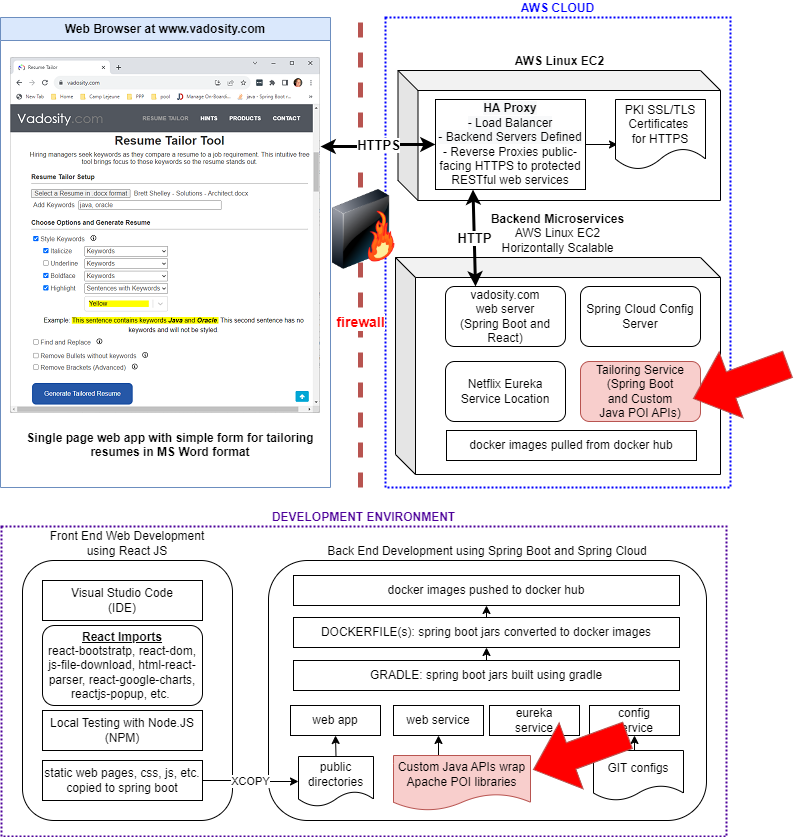 AWS CLOUD
Web Browser at www.vadosity.com
Resume Tailor
vadosity.com
New Tab
Home
Camp Lejeune
PPP
pool
Manage On-Boardi...
java - Spring Boot r...
Vadosity.com
RESUME TAILOR
HINTS
PRODUCTS
CONTACT
Resume Tailor Tool
Hiring managers seek keywords as they compare a resume to a job requirement. This intuitive free
tool brings focus to those keywords so the resume stands out.
Resume Tailor Setup
Select a Resume in .docx format
Brett Shelley - Solutions - Architect.docx
Add Keywords
java, oracle
Choose Options and Generate Resume
Style Keywords
Italicize
Keywords
Underline
Keywords
Boldface
Keywords
Highlight
Sentences with Keywords
Yellow
Example: This sentence contains keywords Java and Oracle. This second sentence has no
keywords and will not be styled.
Find and Replace
Remove Bullets without keywords
Remove Brackets (Advanced)
Generate Tailored Resume
Single page web app with simple form for tailoring
resumes in MS Word format
HTTPS
firewall
AWS Linux EC2
HA Proxy
- Load Balancer
- Backend Servers Defined
- Reverse Proxies public-
facing HTTPS to protected
RESTful web services
PKI SSL/TLS
Certificates
for HTTPS
HTTP
Backend Microservices
AWS Linux EC2
Horizontally Scalable
vadosity.com
web server
(Spring Boot and
React)
Spring Cloud Config
Server
Netflix Eureka
Service Location
Tailoring Service
(Spring Boot
and Custom
Java POI APIs)
docker images pulled from docker hub
DEVELOPMENT ENVIRONMENT
Front End Web Development
using React JS
Visual Studio Code
(IDE)
React Imports
react-bootstratp, react-dom,
js-file-download, html-react-
parser, react-google-charts,
reactjs-popup, etc.
Local Testing with Node.JS
(NPM)
static web pages, css, js, etc.
copied to spring boot
XCOPY
Back End Development using Spring Boot and Spring Cloud
docker images pushed to docker hub
DOCKERFILE(s): spring boot jars converted to docker images
GRADLE: spring boot jars built using gradle
web app
web service
eureka
service
config
service
public
directories
Custom Java APIs wrap
Apache POI libraries
GIT configs